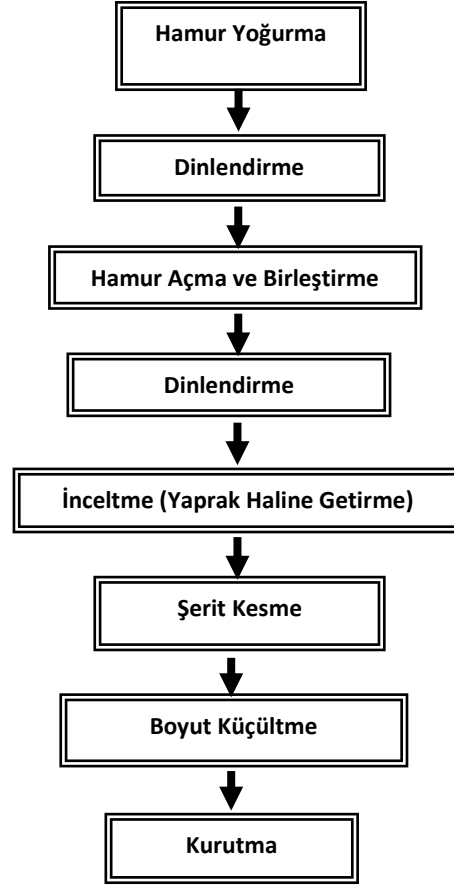 Hamur Yoğurma
Dinlendirme
Hamur Açma ve Birleştirme
Dinlendirme
İnceltme (Yaprak Haline Getirme)
Şerit Kesme
Boyut Küçültme
Kurutma